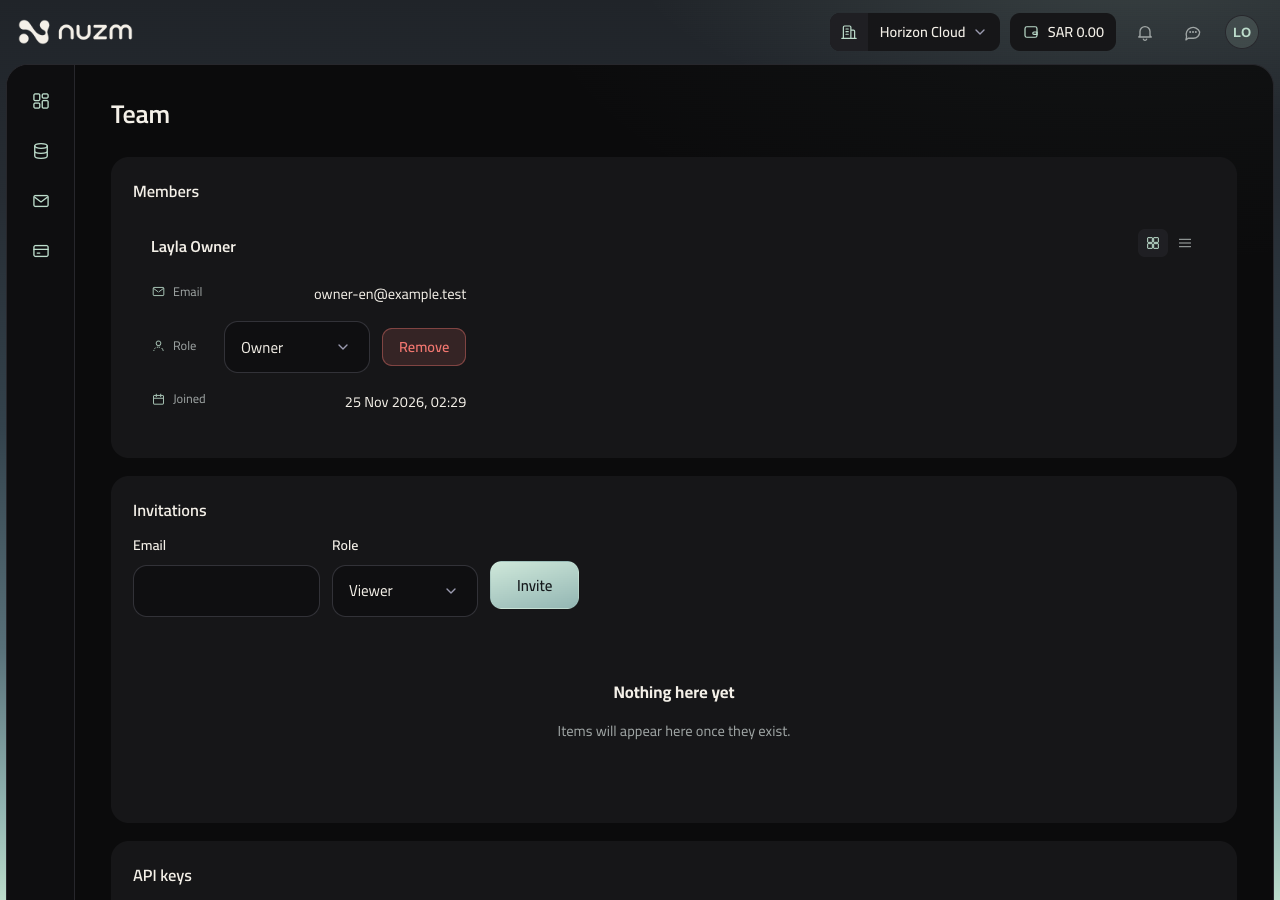 nuzm
Horizon Cloud
SAR 0.00
LO
Team
Members
Layla Owner
Email
owner-en@example.test
Role
Owner
Remove
Joined
25 Nov 2026, 02:29
Invitations
Email
Role
Viewer
Invite
Nothing here yet
Items will appear here once they exist.
API keys